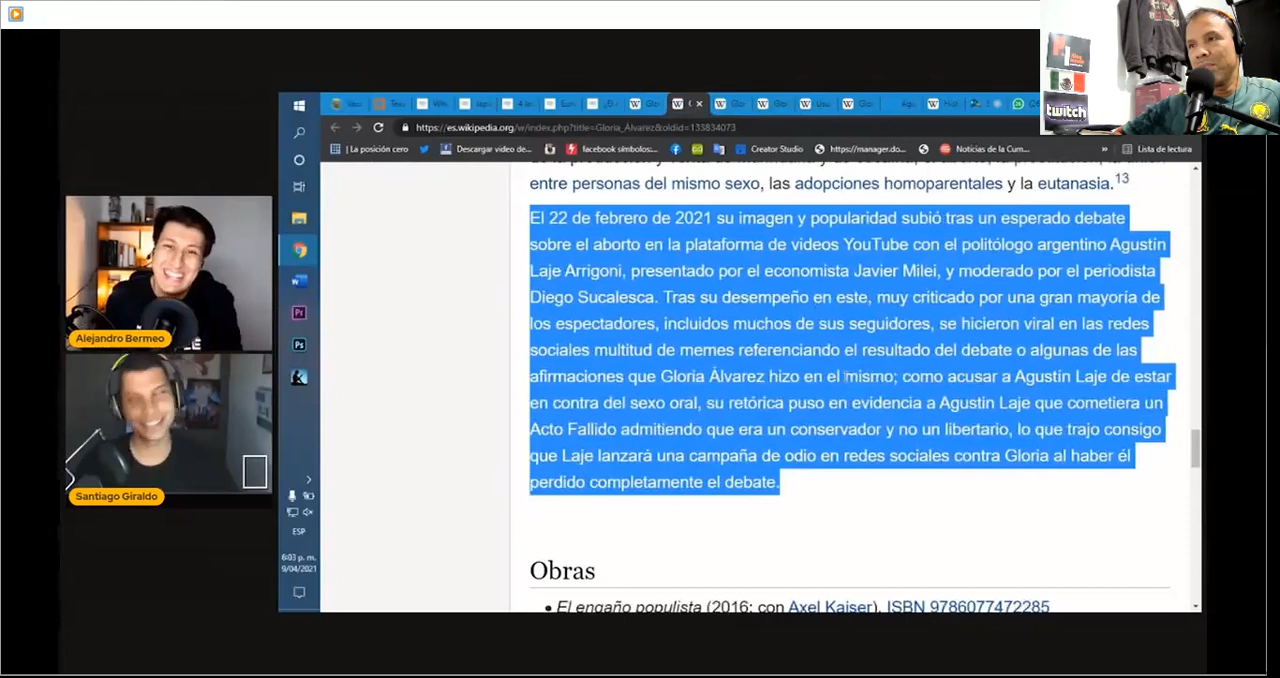 twitch
https://es.wikipedia.org/w/index.php?title=Gloria_Álvarez&oldid=133834073
La posición cero
Descargar video de...
facebook símbolos:...
Creator Studio
https://manager.do...
Noticias de la Cum...
»
Lista de lectura
entre personas del mismo sexo, las adopciones homoparentales y la eutanasia.13
El 22 de febrero de 2021 su imagen y popularidad subió tras un esperado debate
sobre el aborto en la plataforma de videos YouTube con el politólogo argentino Agustín
Laje Arrigoni, presentado por el economista Javier Milei, y moderado por el periodista
Diego Sucalesca. Tras su desempeño en este, muy criticado por una gran mayoría de
los espectadores, incluidos muchos de sus seguidores, se hicieron viral en las redes
sociales multitud de memes referenciando el resultado del debate o algunas de las
afirmaciones que Gloria Álvarez hizo en el mismo; como acusar a Agustín Laje de estar
en contra del sexo oral, su retórica puso en evidencia a Agustin Laje que cometiera un
Acto Fallido admitiendo que era un conservador y no un libertario, lo que trajo consigo
que Laje lanzará una campaña de odio en redes sociales contra Gloria al haber él
perdido completamente el debate.
Obras
• El engaño populista (2016; con Axel Kaiser). ISBN 9786077472285
Alejandro Bermeo
Santiago Giraldo
Pr
Ps
ESP
6:03 p. m.
9/04/2021